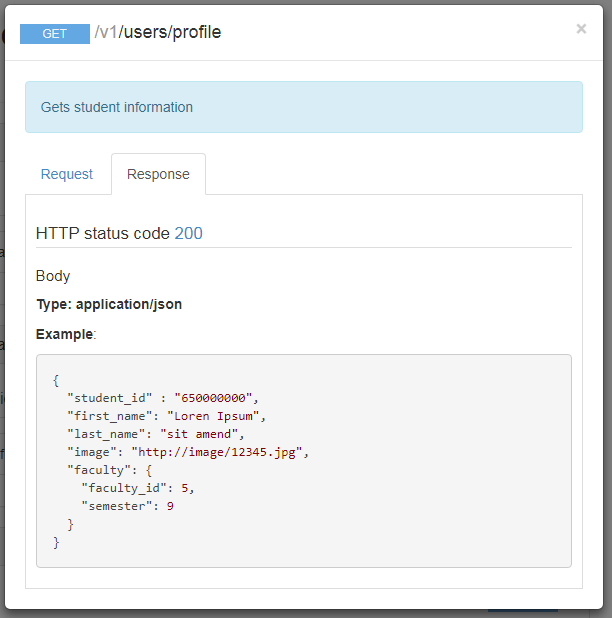 GET /v1/users/profile ×
Gets student information
Request Response
HTTP status code 200
Body
Type: application/json
Example:
{
  "student_id" : "650000000",
  "first_name": "Loren Ipsum",
  "last_name": "sit amend",
  "image": "http://image/12345.jpg",
  "faculty": {
    "faculty_id": 5,
    "semester": 9
  }
}